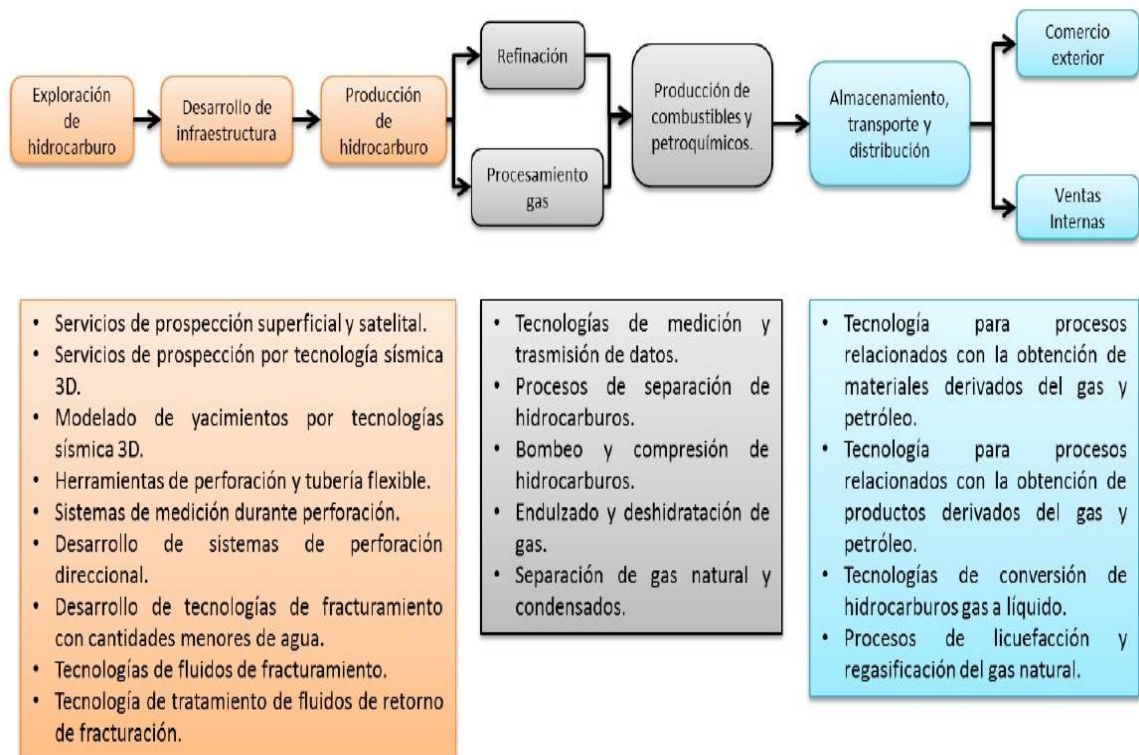 Exploración
de
hidrocarburo
Desarrollo de
infraestructura
Producción
de
hidrocarburo
Refinación
Procesamiento
gas
Producción de
combustibles y
petroquímicos.
Almacenamiento,
transporte y
distribución
Comercio
exterior
Ventas
Internas
• Servicios de prospección superficial y satelital.
• Servicios de prospección por tecnología sísmica
3D.
• Modelado de yacimientos por tecnologías
sísmica 3D.
• Herramientas de perforación y tubería flexible.
• Sistemas de medición durante perforación.
• Desarrollo de sistemas de perforación
direccional.
• Desarrollo de tecnologías de fracturamiento
con cantidades menores de agua.
• Tecnologías de fluidos de fracturamiento.
• Tecnología de tratamiento de fluidos de retorno
de fracturación.
• Tecnologías de medición y
trasmisión de datos.
• Procesos de separación de
hidrocarburos.
• Bombeo y compresión de
hidrocarburos.
• Endulzado y deshidratación de
gas.
• Separación de gas natural y
condensados.
• Tecnología para procesos
relacionados con la obtención de
materiales derivados del gas y
petróleo.
• Tecnología para procesos
relacionados con la obtención de
productos derivados del gas y
petróleo.
• Tecnologías de conversión de
hidrocarburos gas a líquido.
• Procesos de licuefacción y
regasificación del gas natural.